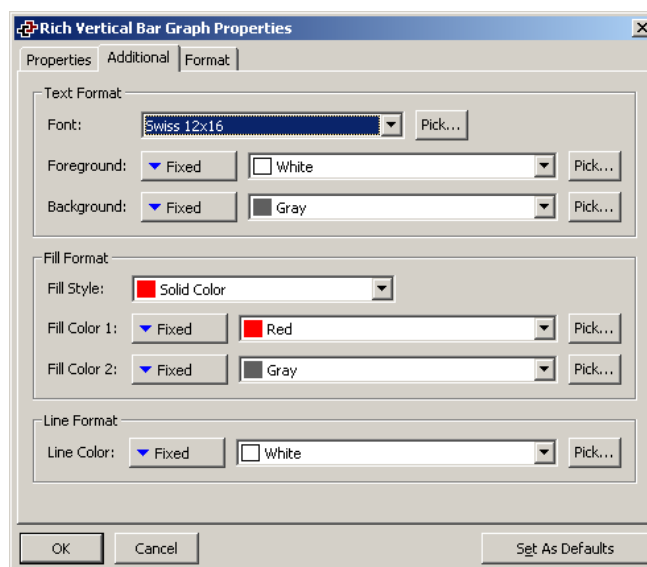 Rich Vertical Bar Graph Properties
Properties Additional Format
Text Format
Font: Swiss 12x16 Pick...
Foreground: Fixed White Pick...
Background: Fixed Gray Pick...
Fill Format
Fill Style: Solid Color
Fill Color 1: Fixed Red Pick...
Fill Color 2: Fixed Gray Pick...
Line Format
Line Color: Fixed White Pick...
OK Cancel Set As Defaults